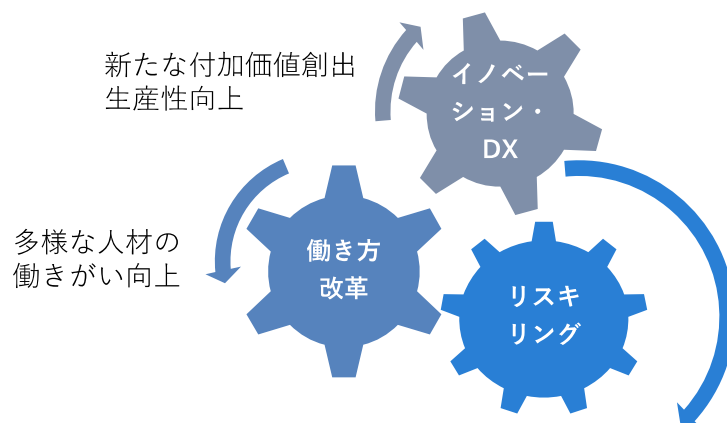 新たな付加価値創出
生産性向上
イノベー
ション・
DX
多様な人材の
働きがい向上
働き方
改革
リスキ
リング